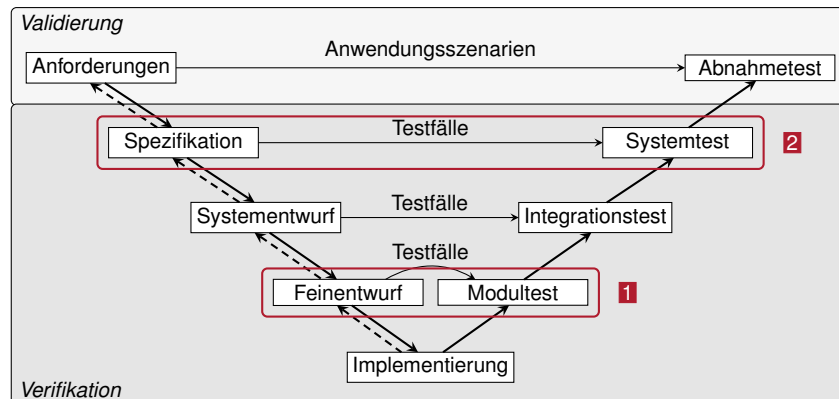 Validierung
Anwendungsszenarien
Anforderungen
Abnahmetest
Testfälle
Spezifikation
Systemtest
2
Testfälle
Systementwurf
Integrationstest
Testfälle
Feinentwurf
Modultest
1
Implementierung
Verifikation